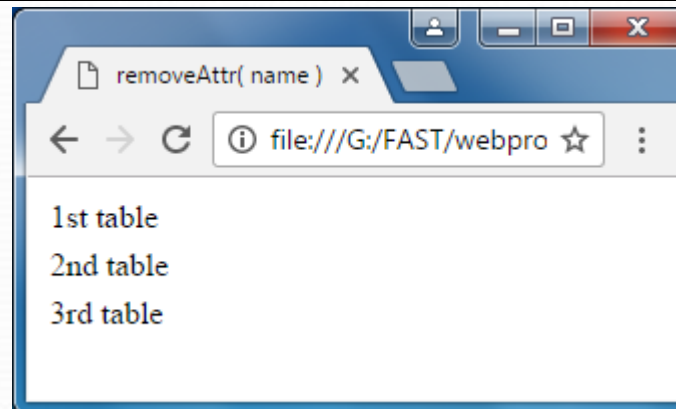 removeAttr( name )
file:///G:/FAST/webpro
1st table
2nd table
3rd table